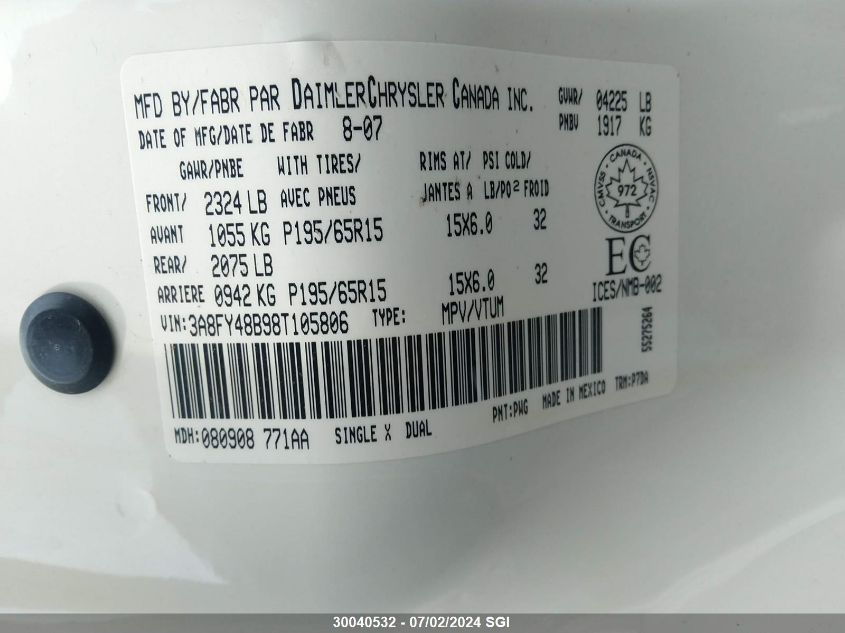 MFD BY/FABR PAR DAIMLERCHRYSLER CANADA INC.
GVWR/ 04225 LB
PNBV 1917 KG
DATE OF MFG/DATE DE FABR 8-07
GAWR/PNBE WITH TIRES/ RIMS AT/ PSI COLD/
FRONT/ 2324 LB AVEC PNEUS JANTES A LB/PO² FROID
AVANT 1055 KG P195/65R15 15X6.0 32
REAR/ 2075 LB
ARRIERE 0942 KG P195/65R15 15X6.0 32
CANADA
CMVSS NSVAC
972
TRANSPORT
EC
ICES/NMB-002
VIN: 3A8FY48B98T105806 TYPE: MPV/VTUM
55275264
PNT:PWG MADE IN MEXICO TRM:P7DA
MDH: 080908 771AA SINGLE X DUAL
30040532 - 07/02/2024 SGI